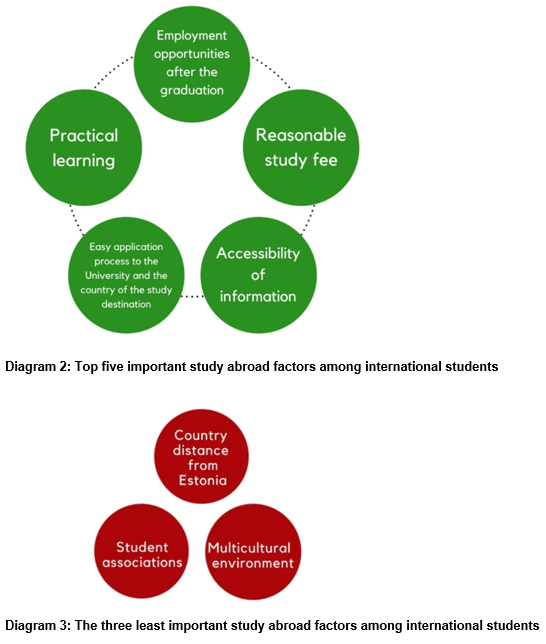 Employment
opportunities
after the
graduation
Practical
learning
Reasonable
study fee
Easy application
process to the
University and the
country of the study
destination
Accessibility
of
information
Diagram 2: Top five important study abroad factors among international students
Country
distance
from
Estonia
Student
associations
Multicultural
environment
Diagram 3: The three least important study abroad factors among international students